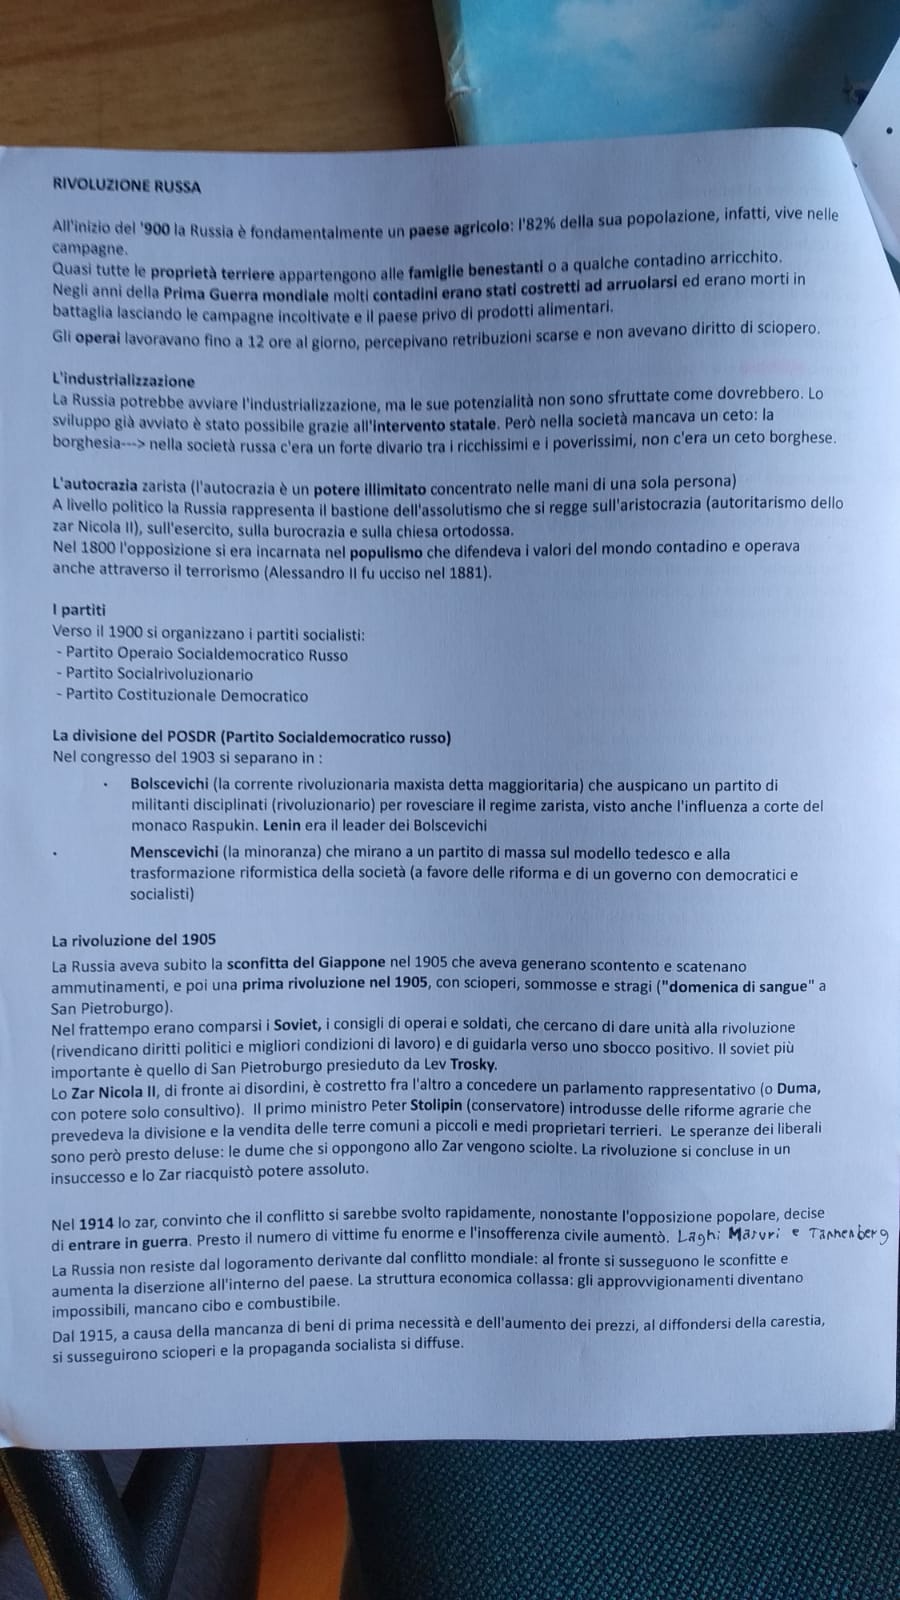 RIVOLUZIONE RUSSA
All'inizio del '900 la Russia è fondamentalmente un paese agricolo: l'82% della sua popolazione, infatti, vive nelle
campagne.
Quasi tutte le proprietà terriere appartengono alle famiglie benestanti o a qualche contadino arricchito.
Negli anni della Prima Guerra mondiale molti contadini erano stati costretti ad arruolarsi ed erano morti in
battaglia lasciando le campagne incoltivate e il paese privo di prodotti alimentari.
Gli operai lavoravano fino a 12 ore al giorno, percepivano retribuzioni scarse e non avevano diritto di sciopero.
L'industrializzazione
La Russia potrebbe avviare l'industrializzazione, ma le sue potenzialità non sono sfruttate come dovrebbero. Lo
sviluppo già avviato è stato possibile grazie all'intervento statale. Però nella società mancava un ceto: la
borghesia---> nella società russa c'era un forte divario tra i ricchissimi e i poverissimi, non c'era un ceto borghese.
L'autocrazia zarista (l'autocrazia è un potere illimitato concentrato nelle mani di una sola persona)
A livello politico la Russia rappresenta il bastione dell'assolutismo che si regge sull'aristocrazia (autoritarismo dello
zar Nicola II), sull'esercito, sulla burocrazia e sulla chiesa ortodossa.
Nel 1800 l'opposizione si era incarnata nel populismo che difendeva i valori del mondo contadino e operava
anche attraverso il terrorismo (Alessandro II fu ucciso nel 1881).
I partiti
Verso il 1900 si organizzano i partiti socialisti:
- Partito Operaio Socialdemocratico Russo
- Partito Socialrivoluzionario
- Partito Costituzionale Democratico
La divisione del POSDR (Partito Socialdemocratico russo)
Nel congresso del 1903 si separano in :
• Bolscevichi (la corrente rivoluzionaria maxista detta maggioritaria) che auspicano un partito di
militanti disciplinati (rivoluzionario) per rovesciare il regime zarista, visto anche l'influenza a corte del
monaco Raspukin. Lenin era il leader dei Bolscevichi
• Menscevichi (la minoranza) che mirano a un partito di massa sul modello tedesco e alla
trasformazione riformistica della società (a favore delle riforma e di un governo con democratici e
socialisti)
La rivoluzione del 1905
La Russia aveva subito la sconfitta del Giappone nel 1905 che aveva generano scontento e scatenano
ammutinamenti, e poi una prima rivoluzione nel 1905, con scioperi, sommosse e stragi ("domenica di sangue" a
San Pietroburgo).
Nel frattempo erano comparsi i Soviet, i consigli di operai e soldati, che cercano di dare unità alla rivoluzione
(rivendicano diritti politici e migliori condizioni di lavoro) e di guidarla verso uno sbocco positivo. Il soviet più
importante è quello di San Pietroburgo presieduto da Lev Trosky.
Lo Zar Nicola II, di fronte ai disordini, è costretto fra l'altro a concedere un parlamento rappresentativo (o Duma,
con potere solo consultivo). Il primo ministro Peter Stolipin (conservatore) introdusse delle riforme agrarie che
prevedeva la divisione e la vendita delle terre comuni a piccoli e medi proprietari terrieri. Le speranze dei liberali
sono però presto deluse: le dume che si oppongono allo Zar vengono sciolte. La rivoluzione si concluse in un
insuccesso e lo Zar riacquistò potere assoluto.
Nel 1914 lo zar, convinto che il conflitto si sarebbe svolto rapidamente, nonostante l'opposizione popolare, decise
di entrare in guerra. Presto il numero di vittime fu enorme e l'insofferenza civile aumentò. Laghi Masuri e Tannenberg
La Russia non resiste dal logoramento derivante dal conflitto mondiale: al fronte si susseguono le sconfitte e
aumenta la diserzione all'interno del paese. La struttura economica collassa: gli approvvigionamenti diventano
impossibili, mancano cibo e combustibile.
Dal 1915, a causa della mancanza di beni di prima necessità e dell'aumento dei prezzi, al diffondersi della carestia,
si susseguirono scioperi e la propaganda socialista si diffuse.